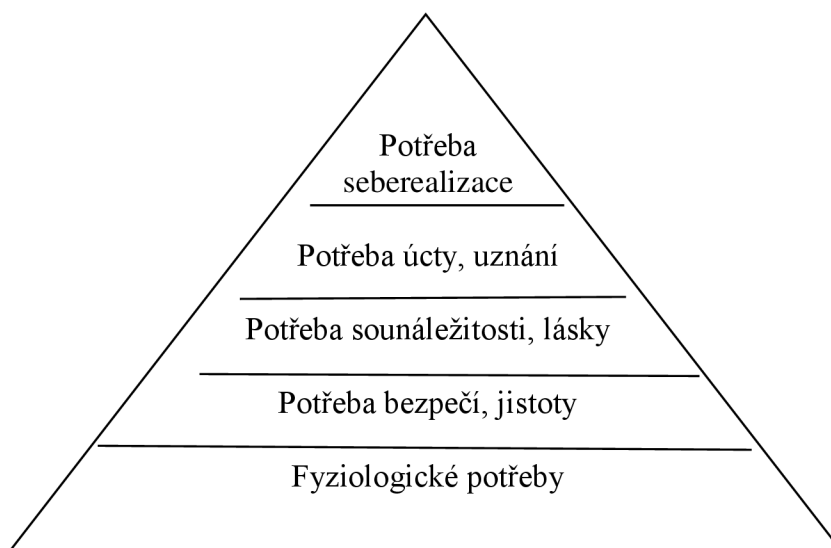 Potřeba
seberealizace
Potřeba úcty, uznání
Potřeba sounáležitosti, lásky
Potřeba bezpečí, jistoty
Fyziologické potřeby